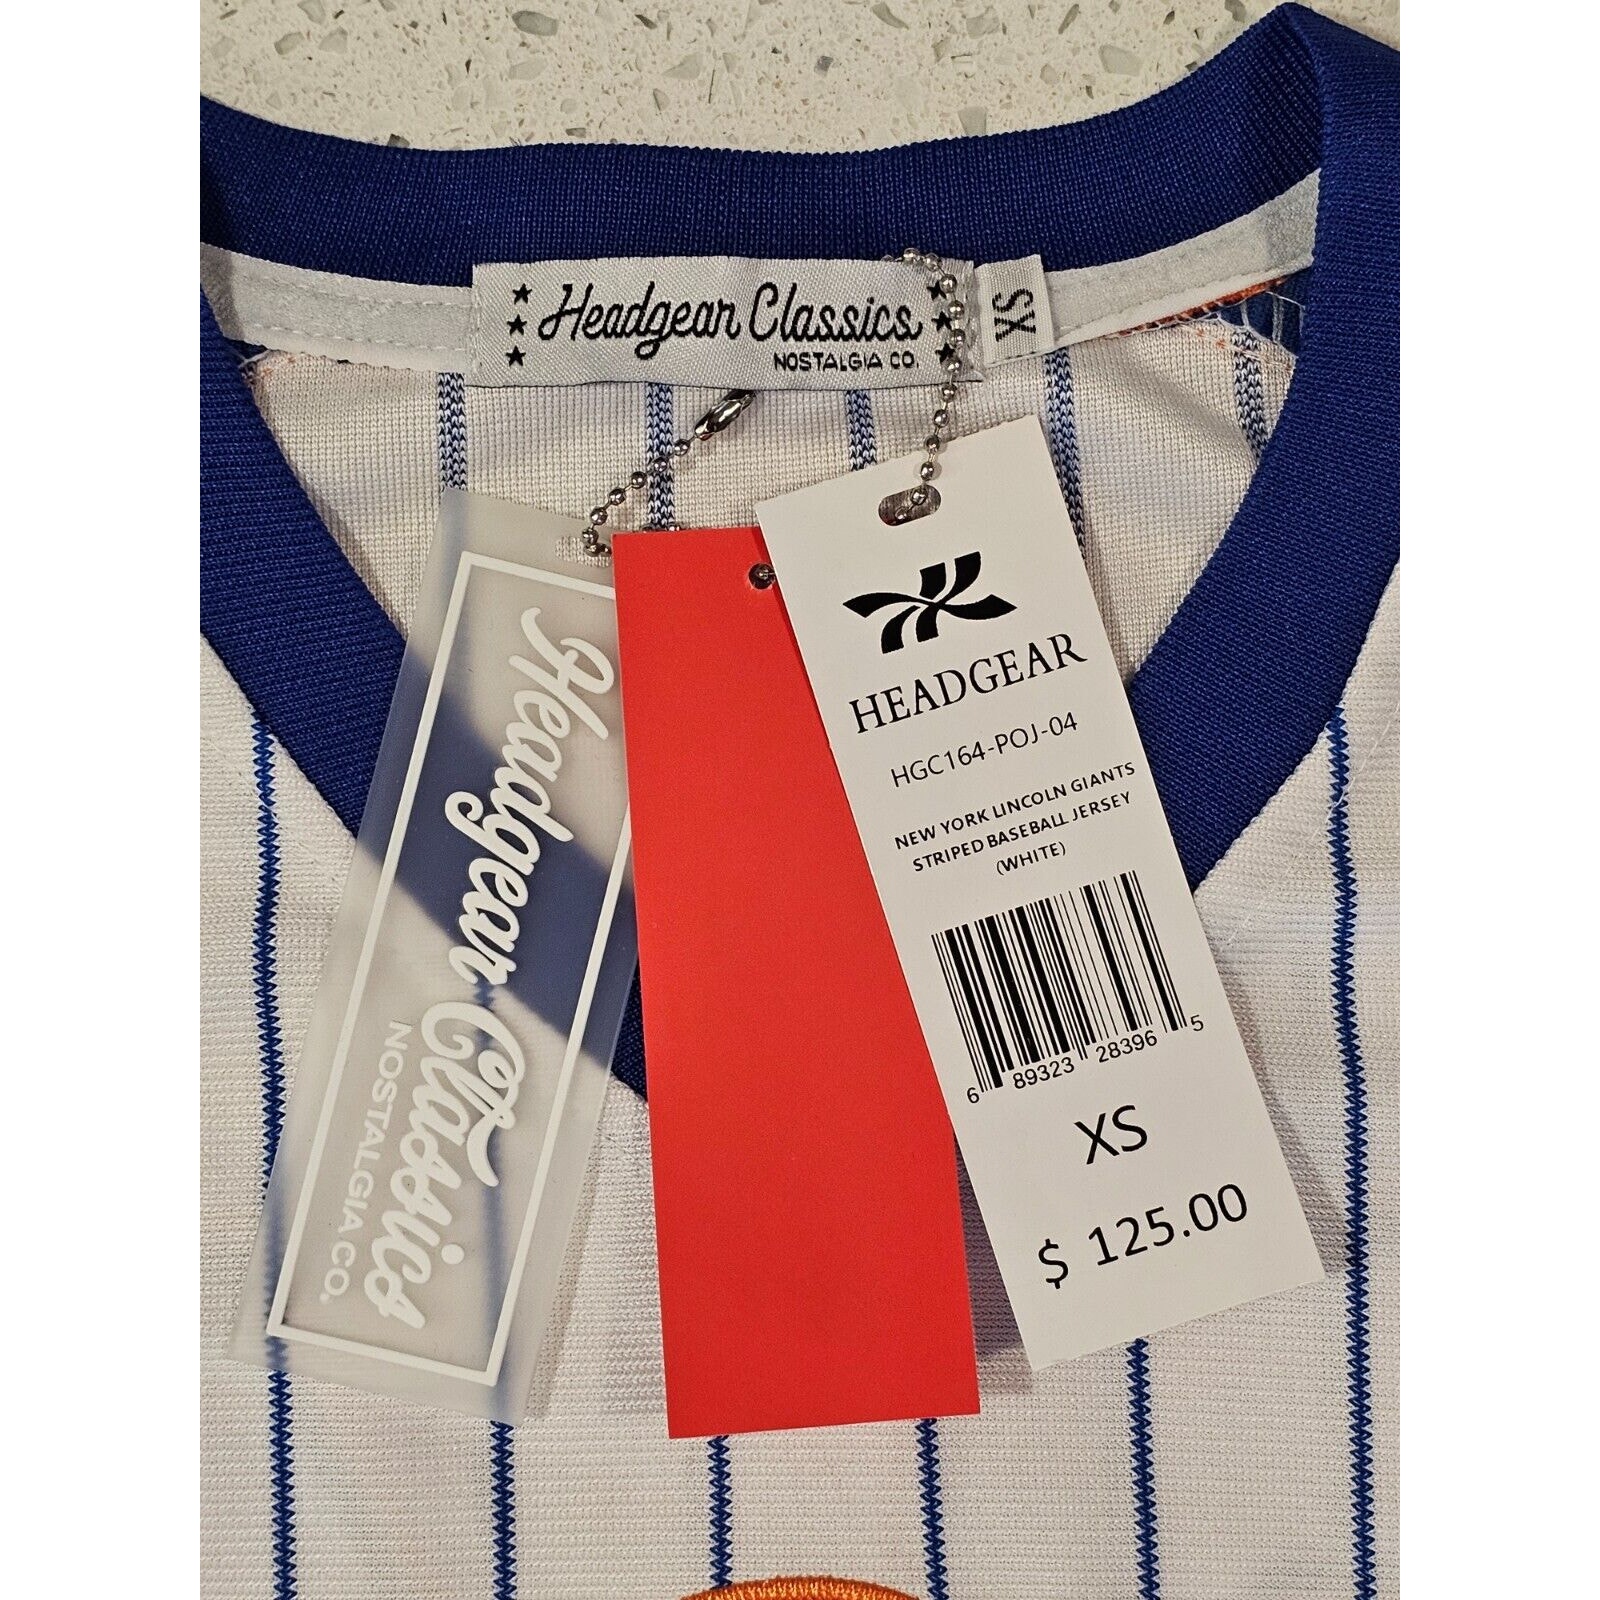 Headgear Classics
NOSTALGIA CO.
XS
Headgear Classics
NOSTALGIA CO.
HEADGEAR
HGC164-POJ-04
NEW YORK LINCOLN GIANTS
STRIPED BASEBALL JERSEY
(WHITE)
6 89323 28396 5
XS
$ 125.00